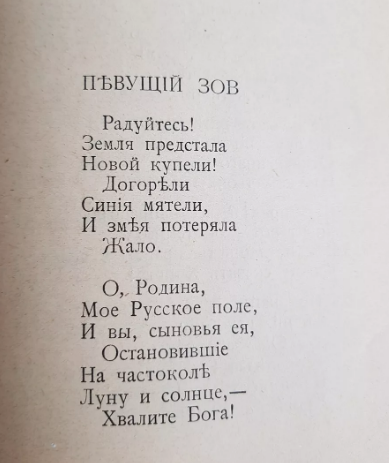 ПѢВУЩІЙ ЗОВ
Радуйтесь!
Земля предстала
Новой купели!
Догорѣли
Синія мятели,
И змѣя потеряла
Жало.
О, Родина,
Мое Русское поле,
И вы, сыновья ея,
Остановившіе
На частоколѣ
Луну и солнце,—
Хвалите Бога!